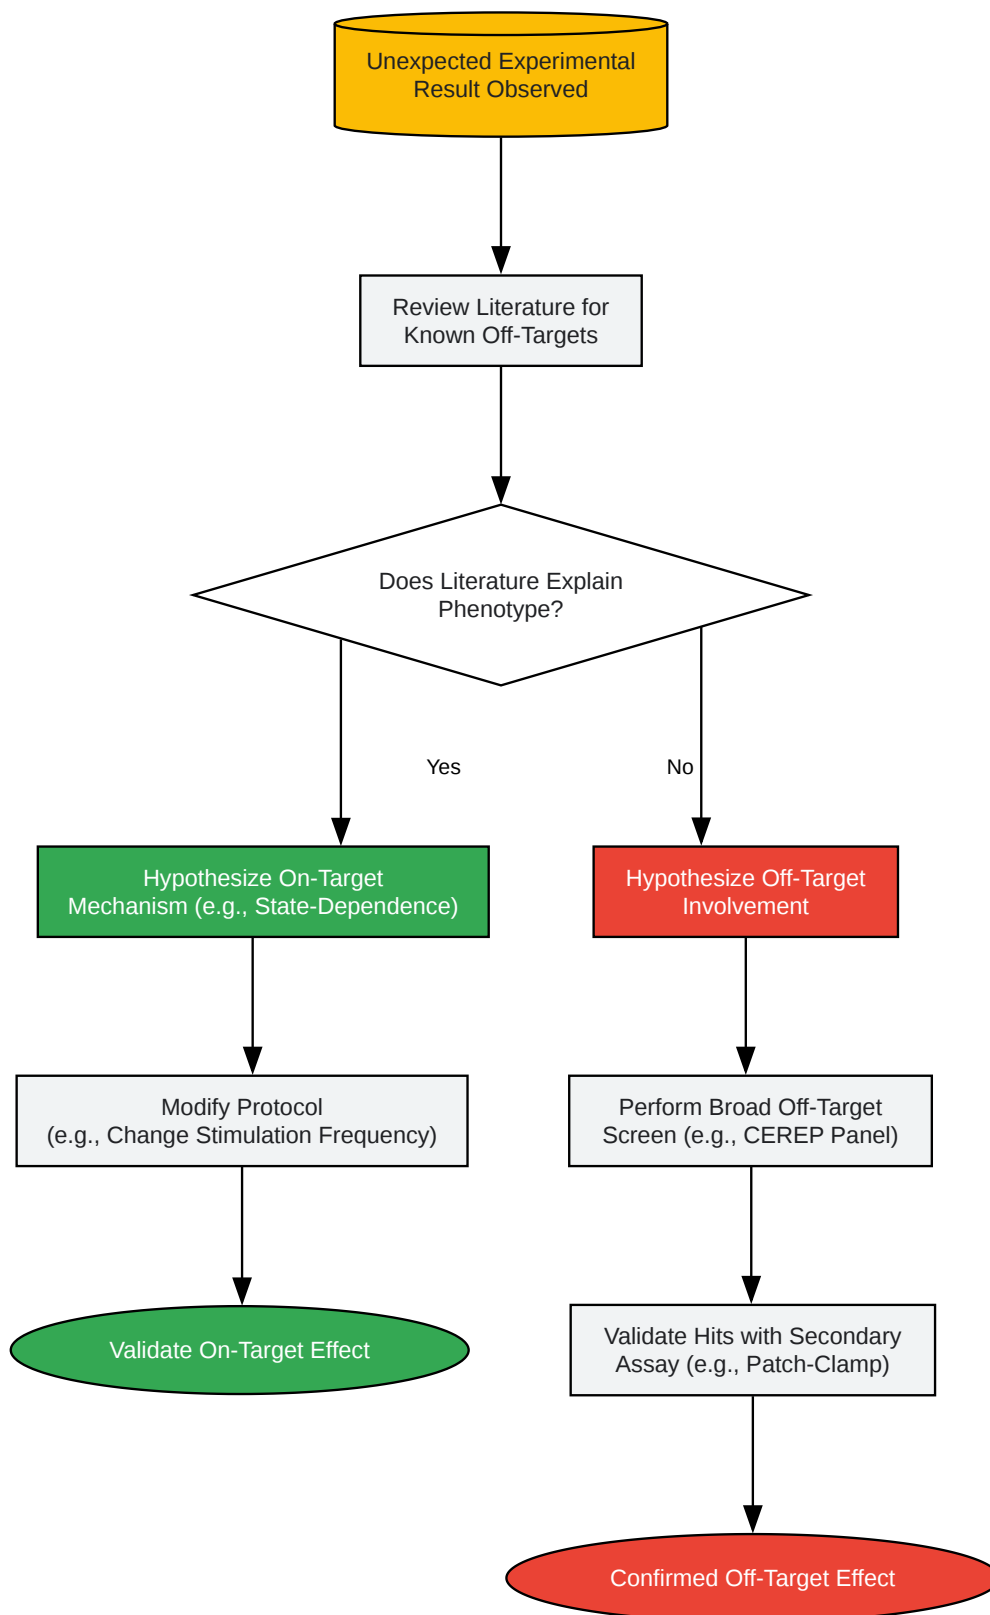 Unexpected Experimental
Result Observed
Review Literature for
Known Off-Targets
Does Literature Explain
Phenotype?
Yes
No
Hypothesize On-Target
Mechanism (e.g., State-Dependence)
Hypothesize Off-Target
Involvement
Modify Protocol
(e.g., Change Stimulation Frequency)
Perform Broad Off-Target
Screen (e.g., CEREP Panel)
Validate On-Target Effect
Validate Hits with Secondary
Assay (e.g., Patch-Clamp)
Confirmed Off-Target Effect